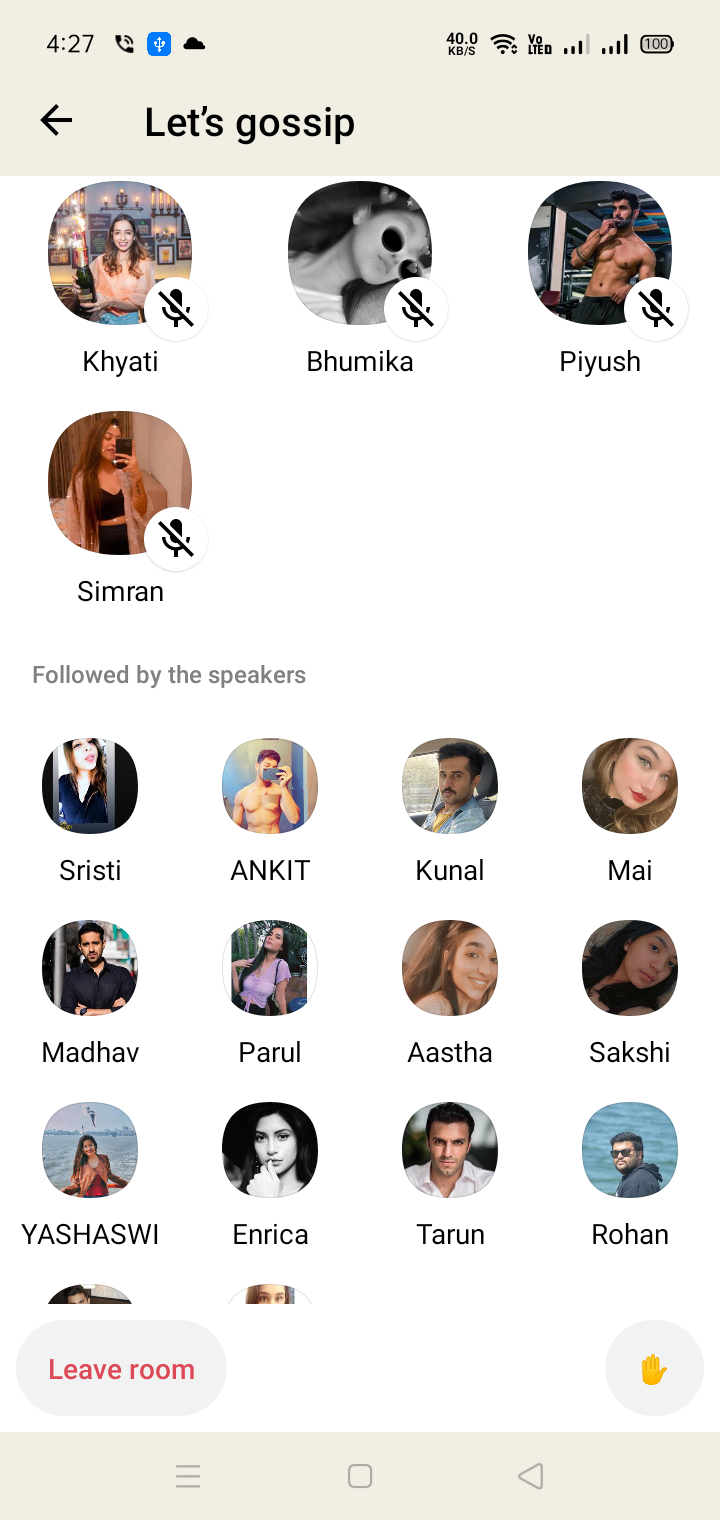 4:27
40.0
KB/S
Vo
LTED
100
Let's gossip
Khyati
Bhumika
Piyush
Simran
Followed by the speakers
Sristi
ANKIT
Kunal
Mai
Madhav
Parul
Aastha
Sakshi
YASHASWI
Enrica
Tarun
Rohan
Leave room